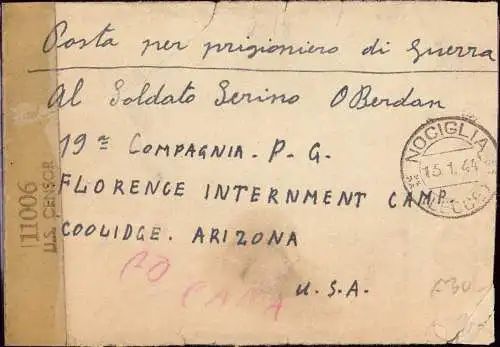 Posta per prigioniero di Guerra
Al Soldato Serino OBerdan
19ª COMPAGNIA. P. G.
FLORENCE INTERNMENT CAMP.
COOLIDGE. ARIZONA
U.S.A.
NOCIGLIA
15.1.44
(LECCE)
11006
U.S. CENSOR